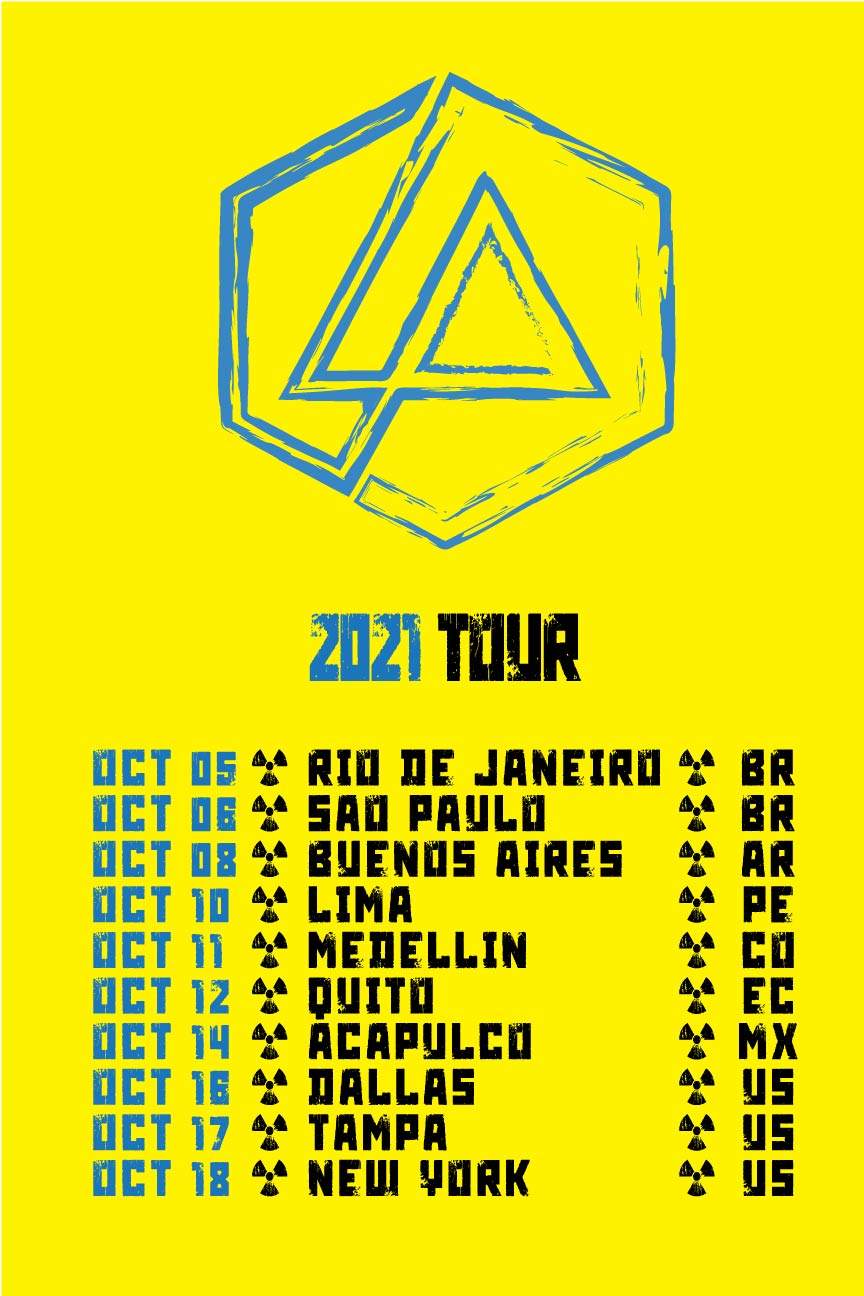 2021 TOUR
OCT 05 RIO DE JANEIRO BR
OCT 06 SAO PAULO BR
OCT 08 BUENOS AIRES AR
OCT 10 LIMA PE
OCT 11 MEDELLIN CO
OCT 12 QUITO EC
OCT 14 ACAPULCO MX
OCT 16 DALLAS US
OCT 17 TAMPA US
OCT 18 NEW YORK US